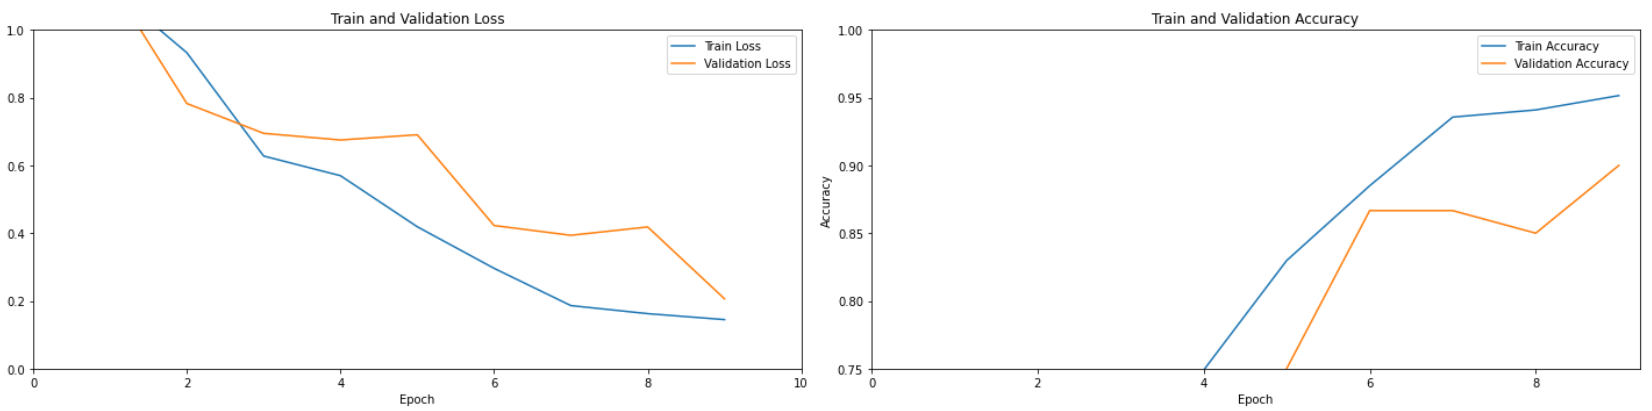 Train and Validation Loss
1.0
0.8
0.6
0.4
0.2
0.0
0
2
4
6
8
10
Epoch
Train Loss
Validation Loss
Train and Validation Accuracy
Accuracy
1.00
0.95
0.90
0.85
0.80
0.75
0
2
4
6
8
Epoch
Train Accuracy
Validation Accuracy